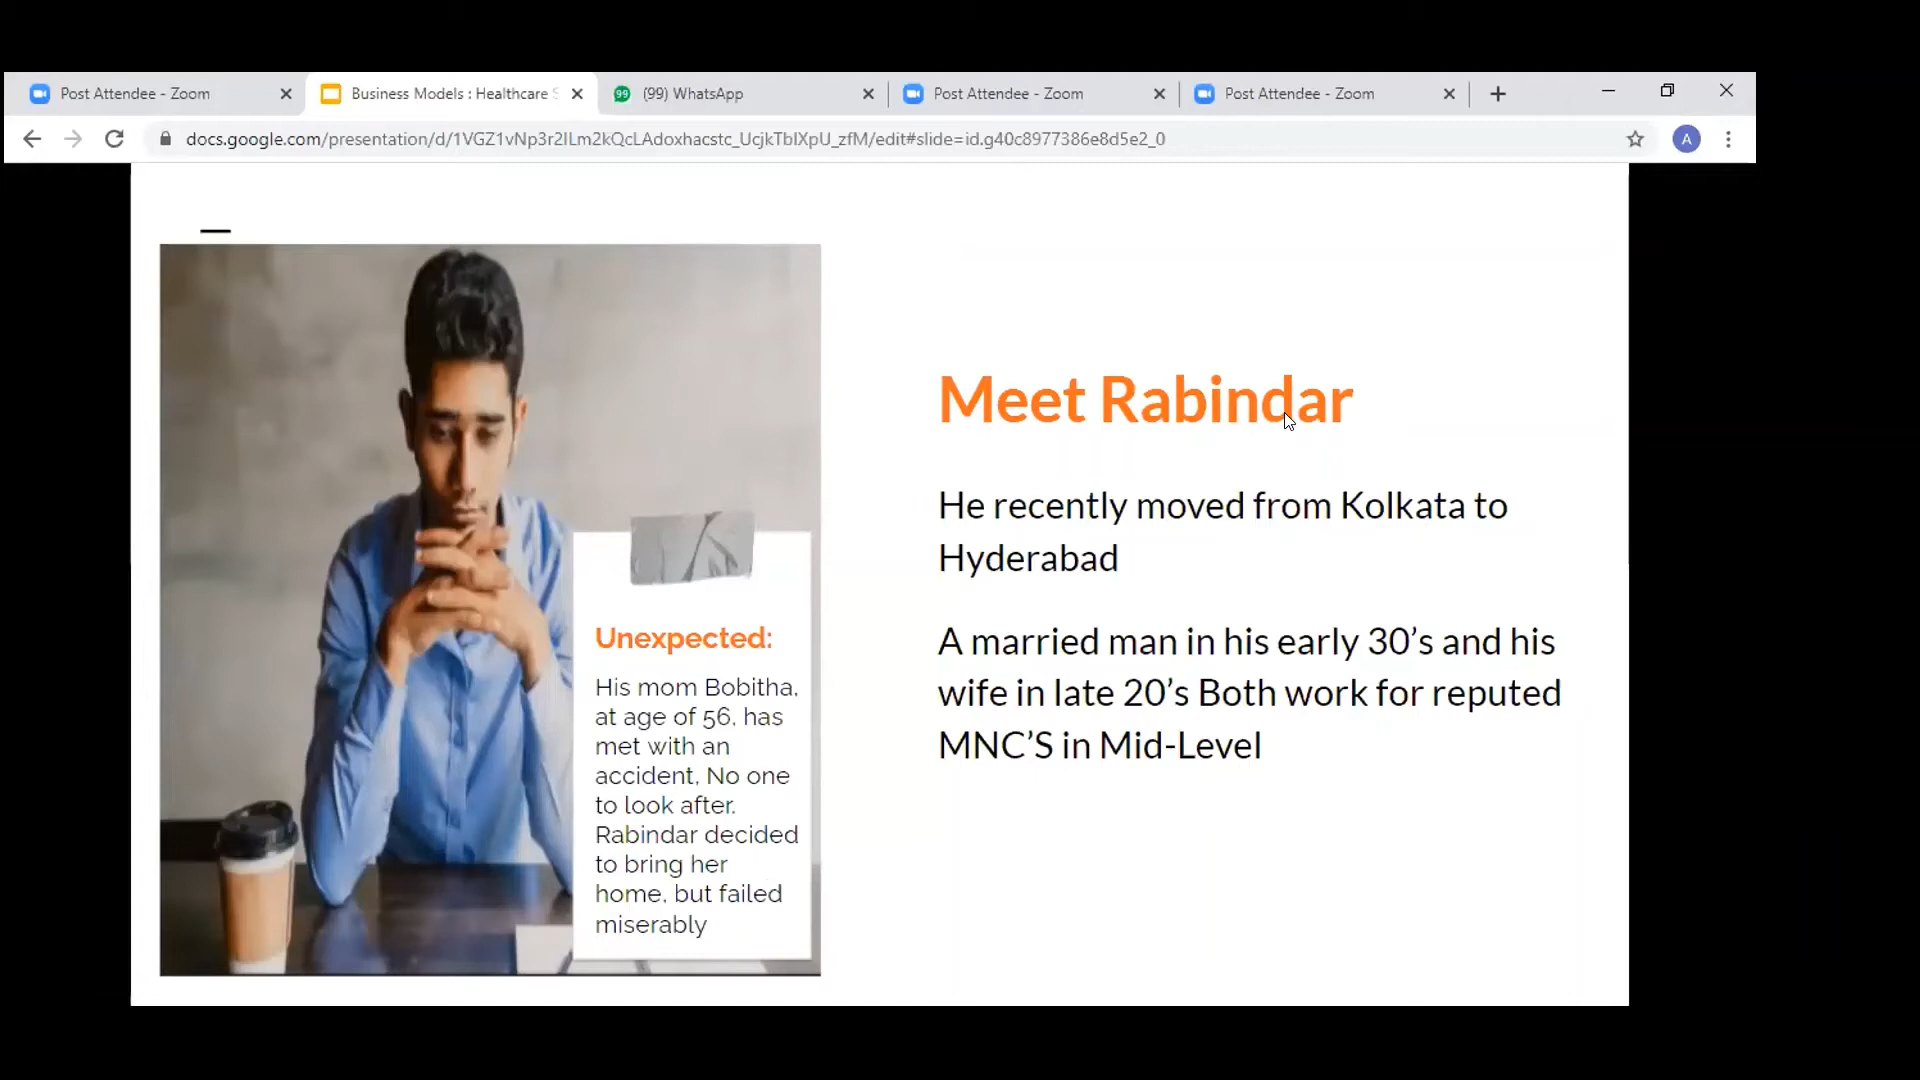 Post Attendee - Zoom
Business Models : Healthcare S
(99) WhatsApp
Post Attendee - Zoom
Post Attendee - Zoom
docs.google.com/presentation/d/1VGZ1vNp3r2ILm2kQcLAdoxhacstc_UcjkTbIXpU_zfM/edit#slide=id.g40c8977386e8d5e2_0
A
Meet Rabindar
He recently moved from Kolkata to
Hyderabad
A married man in his early 30’s and his
wife in late 20’s Both work for reputed
MNC’S in Mid-Level
Unexpected:
His mom Bobitha,
at age of 56, has
met with an
accident, No one
to look after.
Rabindar decided
to bring her
home, but failed
miserably